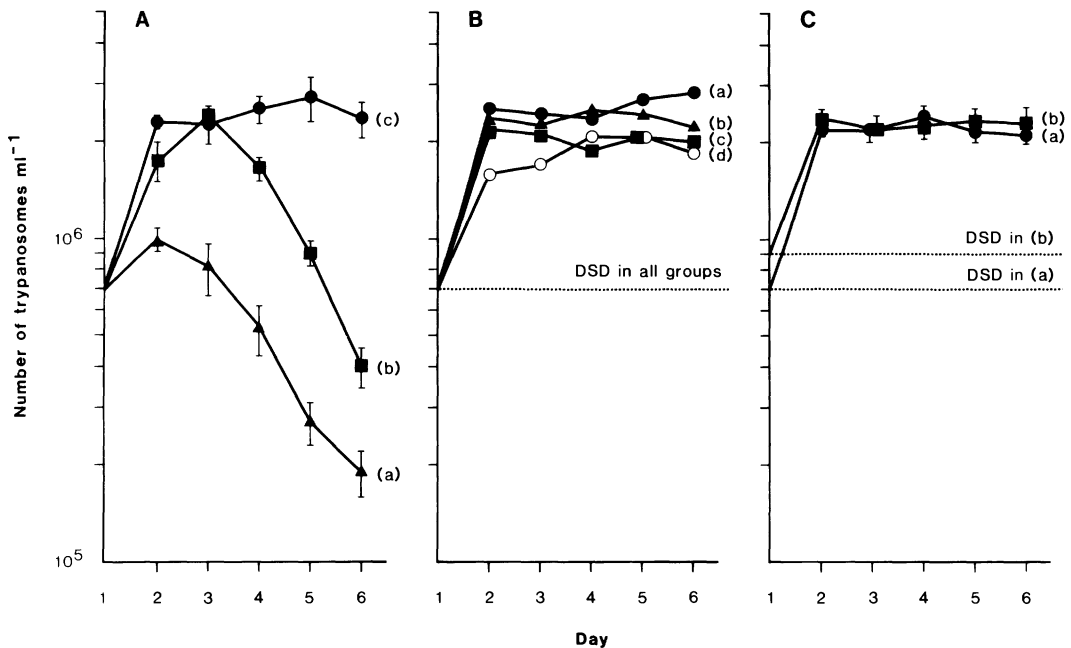 A
B
C
Number of trypanosomes ml⁻¹
10⁶
10⁵
(c)
(b)
(a)
(a)
(b)
(c)
(d)
DSD in all groups
(b)
(a)
DSD in (b)
DSD in (a)
1 2 3 4 5 6
1 2 3 4 5 6
1 2 3 4 5 6
Day